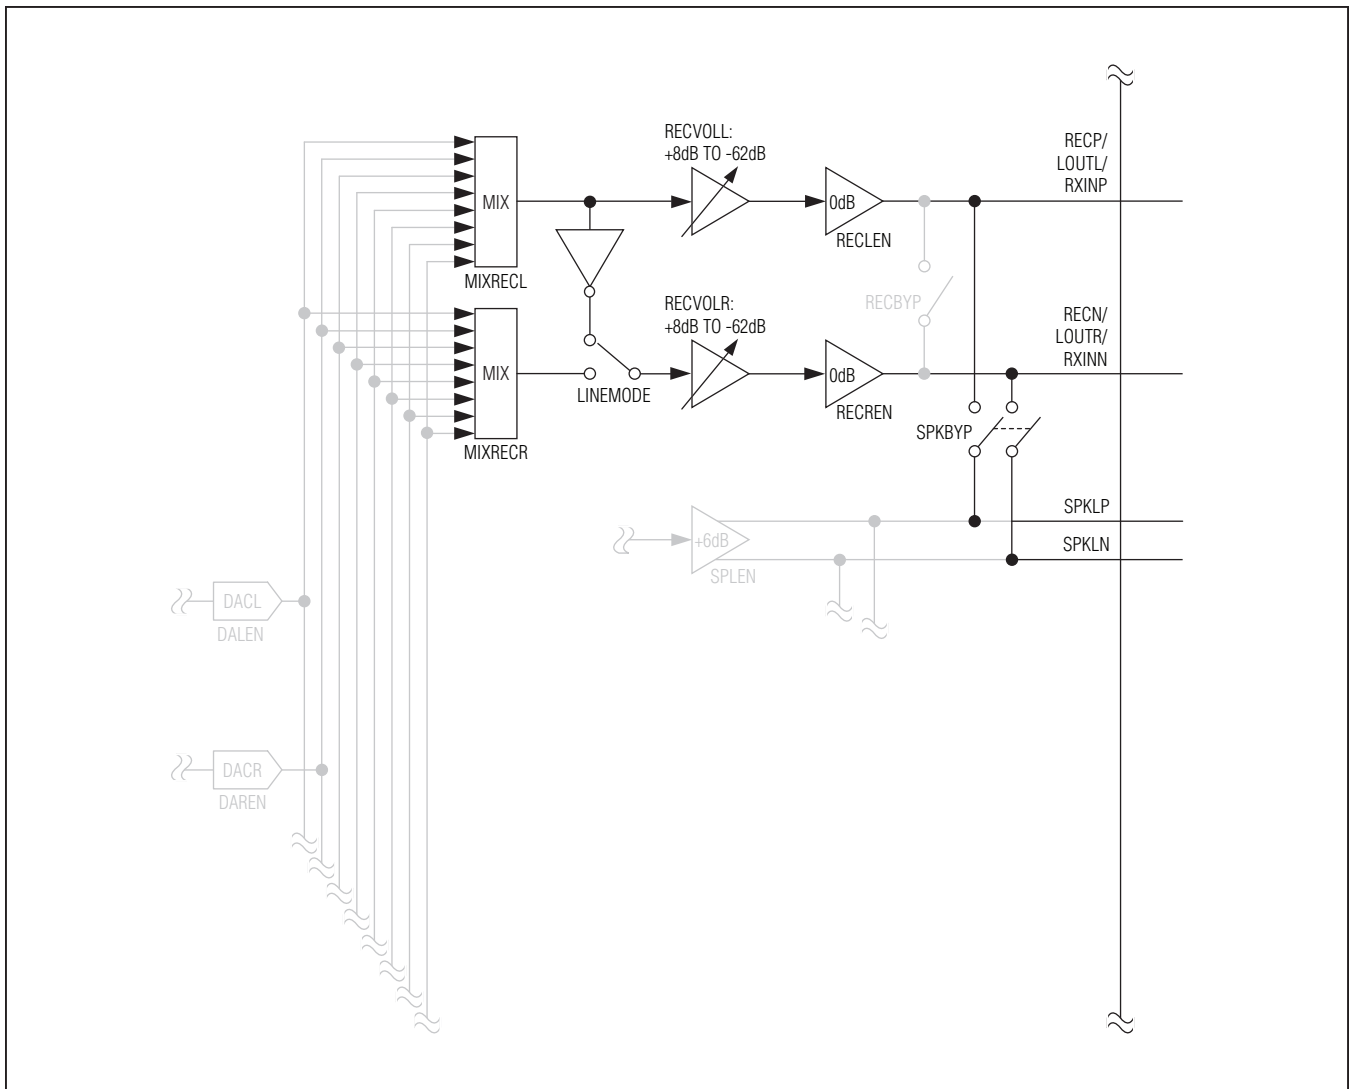 RECVOLL:
+8dB TO -62dB
RECP/
LOUTL/
RXINP
MIX
0dB
RECLEN
MIXRECL
RECBYP
RECVOLR:
+8dB TO -62dB
RECN/
LOUTR/
RXINN
MIX
LINEMODE
0dB
RECREN
MIXRECR
SPKBYP
SPKLP
+6dB
SPKLN
SPLEN
DACL
DALEN
DACR
DAREN